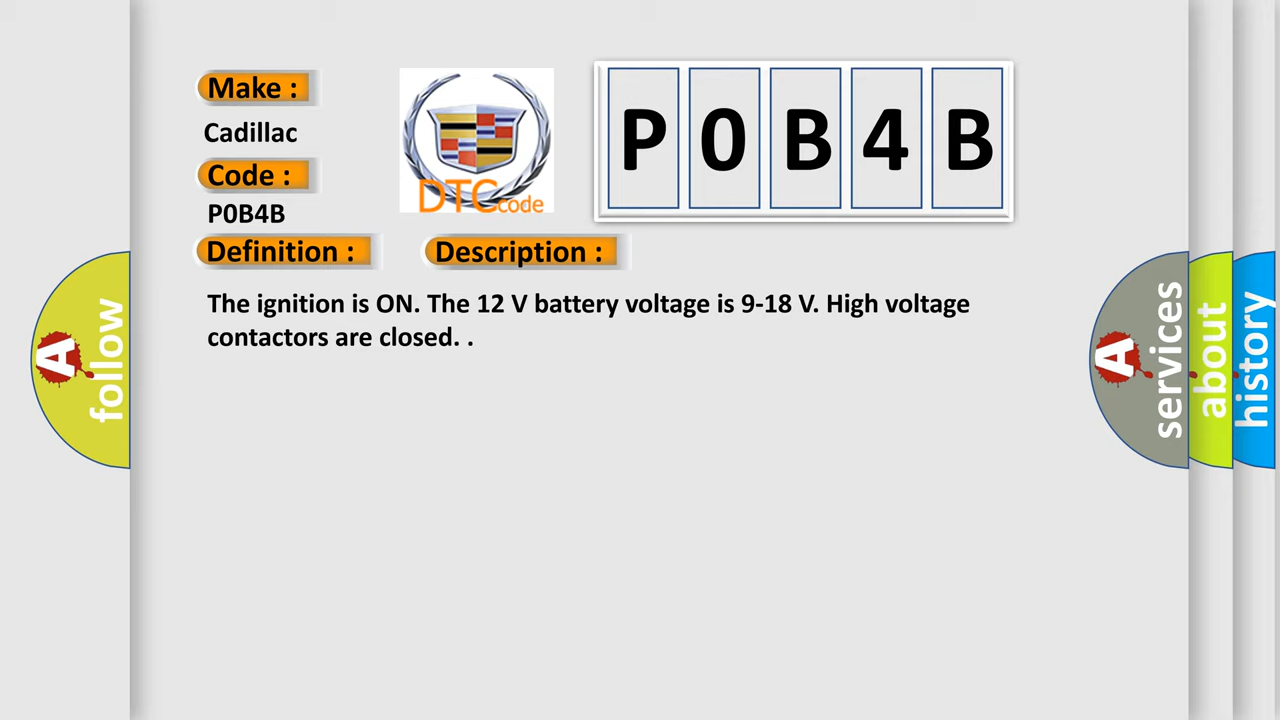 Make :
Cadillac
Code :
P0B4B
Definition :
Description :
The ignition is ON. The 12 V battery voltage is 9-18 V. High voltage
contactors are closed. .
DTCcode
P 0 B 4 B
A follow
A services
about
history